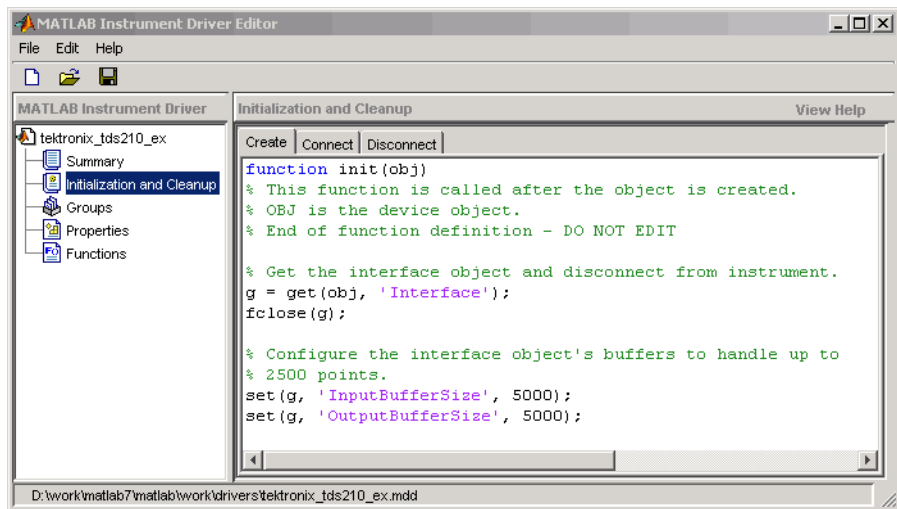 MATLAB Instrument Driver Editor
File Edit Help
MATLAB Instrument Driver
Initialization and Cleanup View Help
tektronix_tds210_ex
Summary
Initialization and Cleanup
Groups
Properties
Functions
Create Connect Disconnect
function init(obj)
% This function is called after the object is created.
% OBJ is the device object.
% End of function definition - DO NOT EDIT
% Get the interface object and disconnect from instrument.
g = get(obj, 'Interface');
fclose(g);
% Configure the interface object's buffers to handle up to
% 2500 points.
set(g, 'InputBufferSize', 5000);
set(g, 'OutputBufferSize', 5000);
D:\work\matlab7\matlab\work\drivers\tektronix_tds210_ex.mdd